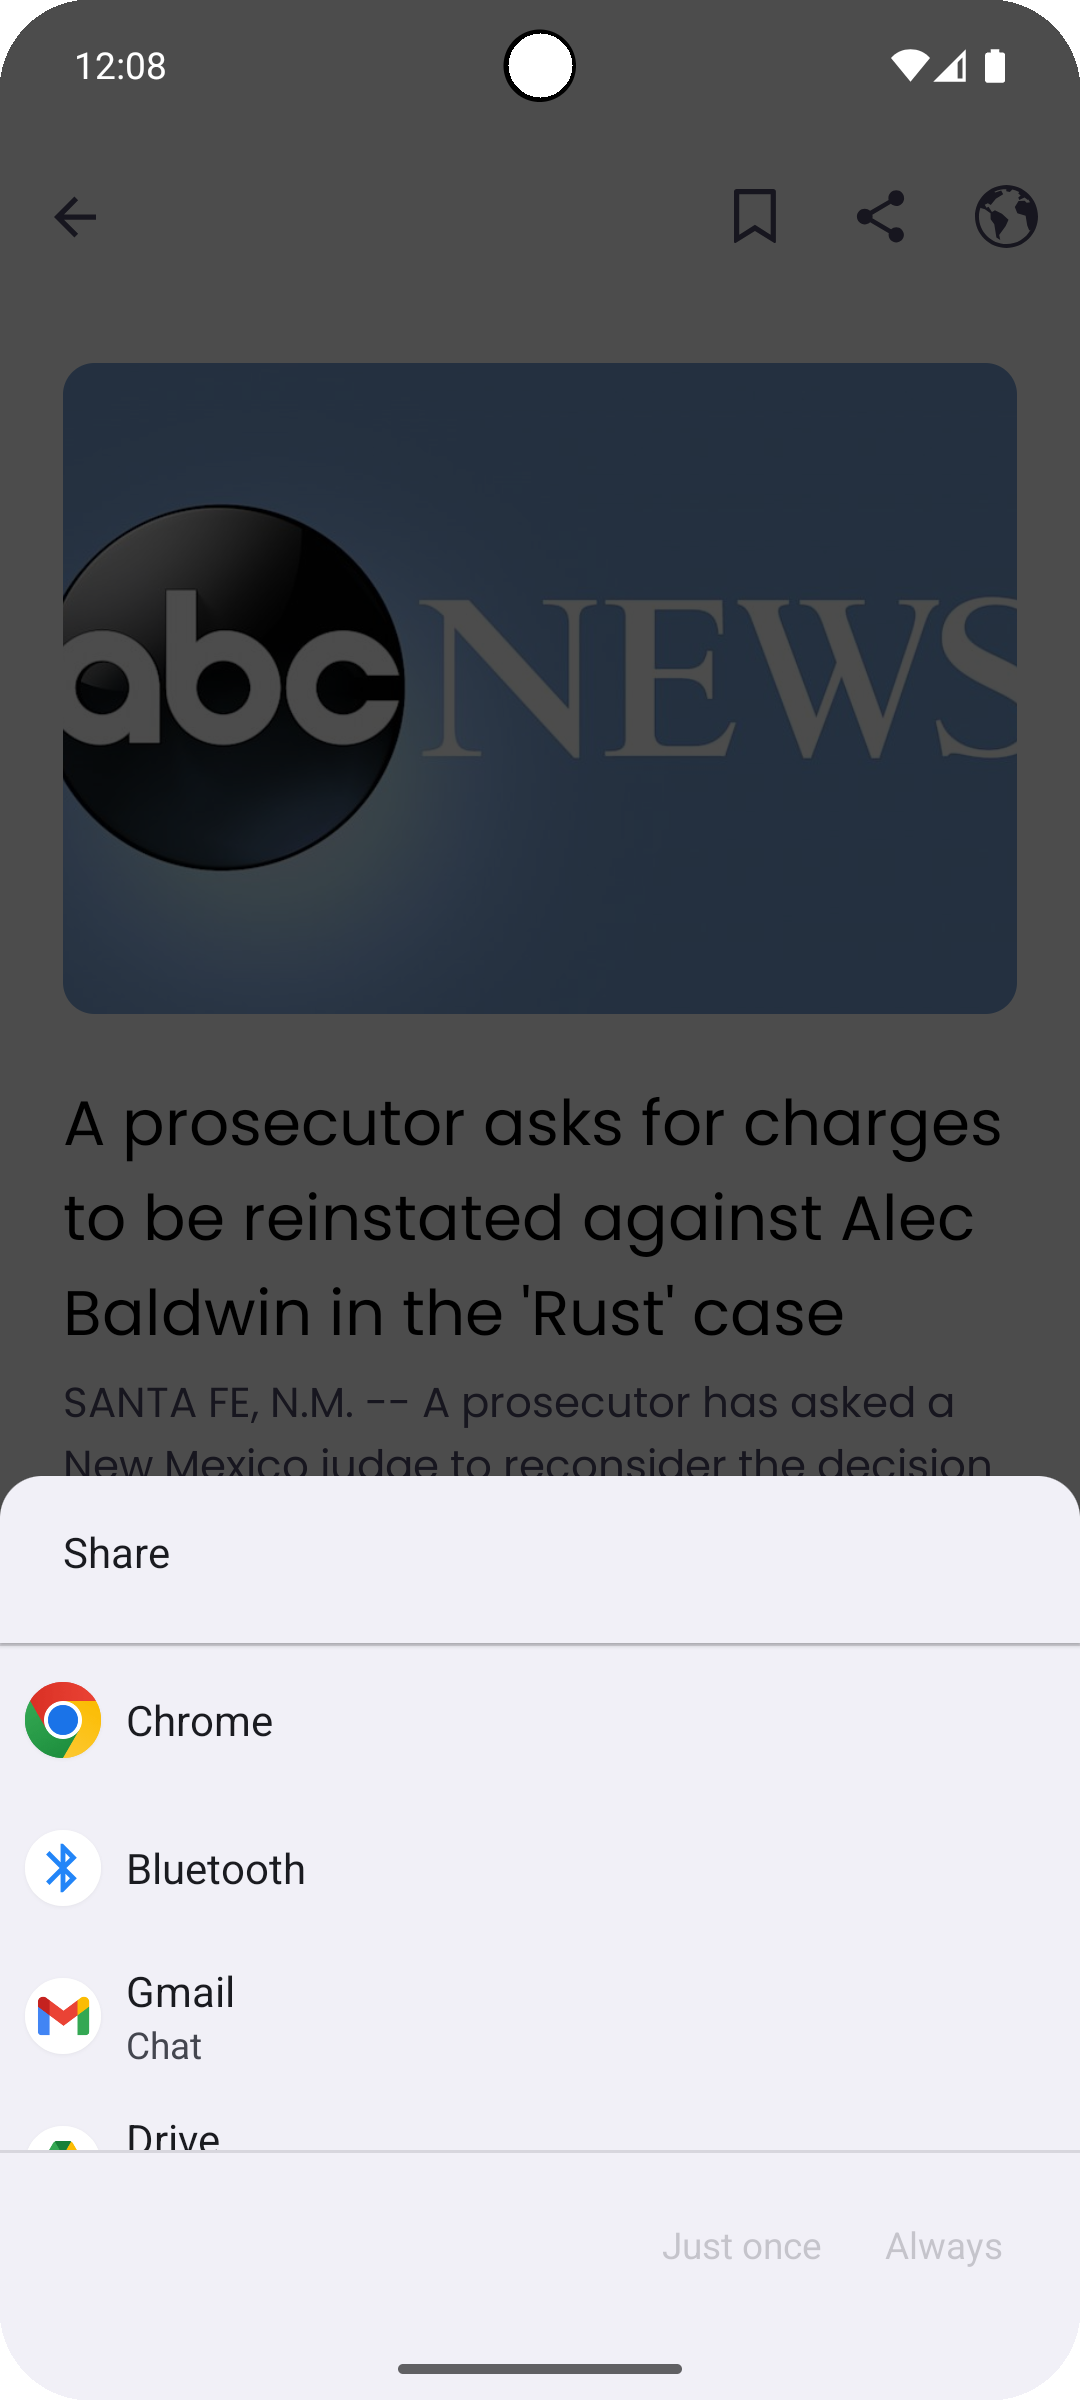 12:08
abc NEWS
A prosecutor asks for charges
to be reinstated against Alec
Baldwin in the 'Rust' case
SANTA FE, N.M. -- A prosecutor has asked a
New Mexico judge to reconsider the decision
Share
Chrome
Bluetooth
Gmail
Chat
Drive
Just once Always